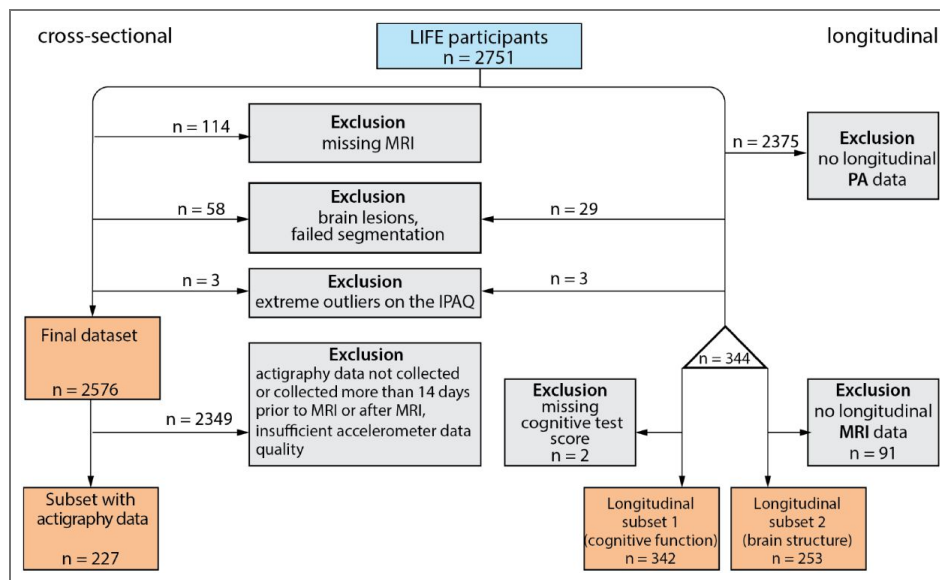 cross-sectional
LIFE participants
n = 2751
longitudinal
n = 114
Exclusion
missing MRI
n = 2375
Exclusion
no longitudinal
PA data
n = 58
Exclusion
brain lesions,
failed segmentation
n = 29
n = 3
Exclusion
extreme outliers on the IPAQ
n = 3
Final dataset
n = 2576
Exclusion
actigraphy data not collected
or collected more than 14 days
prior to MRI or after MRI,
insufficient accelerometer data
quality
n = 2349
n = 344
Exclusion
missing
cognitive test
score
n = 2
Exclusion
no longitudinal
MRI data
n = 91
Subset with
actigraphy data
n = 227
Longitudinal
subset 1
(cognitive function)
n = 342
Longitudinal
subset 2
(brain structure)
n = 253